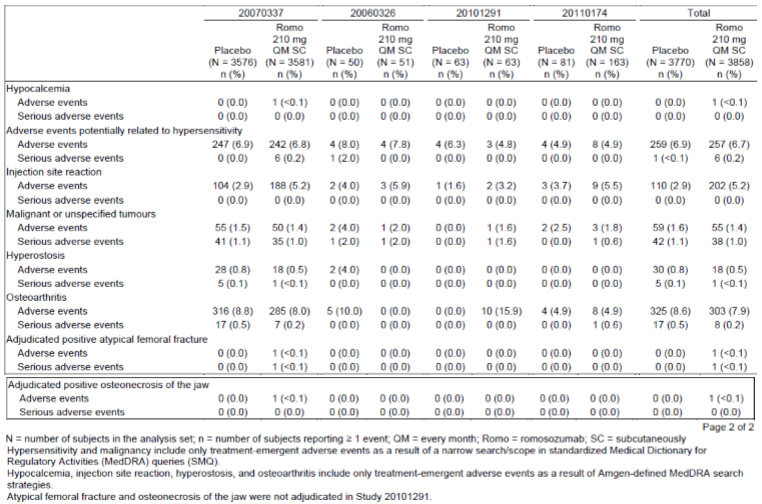 20070337 20060326 20101291 20110174 Total
Romo Romo Romo Romo Romo
210 mg 210 mg 210 mg 210 mg 210 mg
Placebo QM SC Placebo QM SC Placebo QM SC Placebo QM SC Placebo QM SC
(N = 3576) (N = 3581) (N = 50) (N = 51) (N = 63) (N = 63) (N = 81) (N = 163) (N = 3770) (N = 3858)
n (%) n (%) n (%) n (%) n (%) n (%) n (%) n (%) n (%) n (%)
Hypocalcemia
Adverse events 0 (0.0) 1 (<0.1) 0 (0.0) 0 (0.0) 0 (0.0) 0 (0.0) 0 (0.0) 0 (0.0) 0 (0.0) 1 (<0.1)
Serious adverse events 0 (0.0) 0 (0.0) 0 (0.0) 0 (0.0) 0 (0.0) 0 (0.0) 0 (0.0) 0 (0.0) 0 (0.0) 0 (0.0)
Adverse events potentially related to hypersensitivity
Adverse events 247 (6.9) 242 (6.8) 4 (8.0) 4 (7.8) 4 (6.3) 3 (4.8) 4 (4.9) 8 (4.9) 259 (6.9) 257 (6.7)
Serious adverse events 0 (0.0) 6 (0.2) 1 (2.0) 0 (0.0) 0 (0.0) 0 (0.0) 0 (0.0) 0 (0.0) 1 (<0.1) 6 (0.2)
Injection site reaction
Adverse events 104 (2.9) 188 (5.2) 2 (4.0) 3 (5.9) 1 (1.6) 2 (3.2) 3 (3.7) 9 (5.5) 110 (2.9) 202 (5.2)
Serious adverse events 0 (0.0) 0 (0.0) 0 (0.0) 0 (0.0) 0 (0.0) 0 (0.0) 0 (0.0) 0 (0.0) 0 (0.0) 0 (0.0)
Malignant or unspecified tumours
Adverse events 55 (1.5) 50 (1.4) 2 (4.0) 1 (2.0) 0 (0.0) 1 (1.6) 2 (2.5) 3 (1.8) 59 (1.6) 55 (1.4)
Serious adverse events 41 (1.1) 35 (1.0) 1 (2.0) 1 (2.0) 0 (0.0) 1 (1.6) 0 (0.0) 1 (0.6) 42 (1.1) 38 (1.0)
Hyperostosis
Adverse events 28 (0.8) 18 (0.5) 2 (4.0) 0 (0.0) 0 (0.0) 0 (0.0) 0 (0.0) 0 (0.0) 30 (0.8) 18 (0.5)
Serious adverse events 5 (0.1) 1 (<0.1) 0 (0.0) 0 (0.0) 0 (0.0) 0 (0.0) 0 (0.0) 0 (0.0) 5 (0.1) 1 (<0.1)
Osteoarthritis
Adverse events 316 (8.8) 285 (8.0) 5 (10.0) 0 (0.0) 0 (0.0) 10 (15.9) 4 (4.9) 8 (4.9) 325 (8.6) 303 (7.9)
Serious adverse events 17 (0.5) 7 (0.2) 0 (0.0) 0 (0.0) 0 (0.0) 0 (0.0) 0 (0.0) 1 (0.6) 17 (0.5) 8 (0.2)
Adjudicated positive atypical femoral fracture
Adverse events 0 (0.0) 1 (<0.1) 0 (0.0) 0 (0.0) 0 (0.0) 0 (0.0) 0 (0.0) 0 (0.0) 0 (0.0) 1 (<0.1)
Serious adverse events 0 (0.0) 1 (<0.1) 0 (0.0) 0 (0.0) 0 (0.0) 0 (0.0) 0 (0.0) 0 (0.0) 0 (0.0) 1 (<0.1)
Adjudicated positive osteonecrosis of the jaw
Adverse events 0 (0.0) 1 (<0.1) 0 (0.0) 0 (0.0) 0 (0.0) 0 (0.0) 0 (0.0) 0 (0.0) 0 (0.0) 1 (<0.1)
Serious adverse events 0 (0.0) 0 (0.0) 0 (0.0) 0 (0.0) 0 (0.0) 0 (0.0) 0 (0.0) 0 (0.0) 0 (0.0) 0 (0.0)
Page 2 of 2
N = number of subjects in the analysis set; n = number of subjects reporting ≥ 1 event; QM = every month; Romo = romosozumab; SC = subcutaneously
Hypersensitivity and malignancy include only treatment-emergent adverse events as a result of a narrow search/scope in standardized Medical Dictionary for
Regulatory Activities (MedDRA) queries (SMQ).
Hypocalcemia, injection site reaction, hyperostosis, and osteoarthritis include only treatment-emergent adverse events as a result of Amgen-defined MedDRA search
strategies.
Atypical femoral fracture and osteonecrosis of the jaw were not adjudicated in Study 20101291.